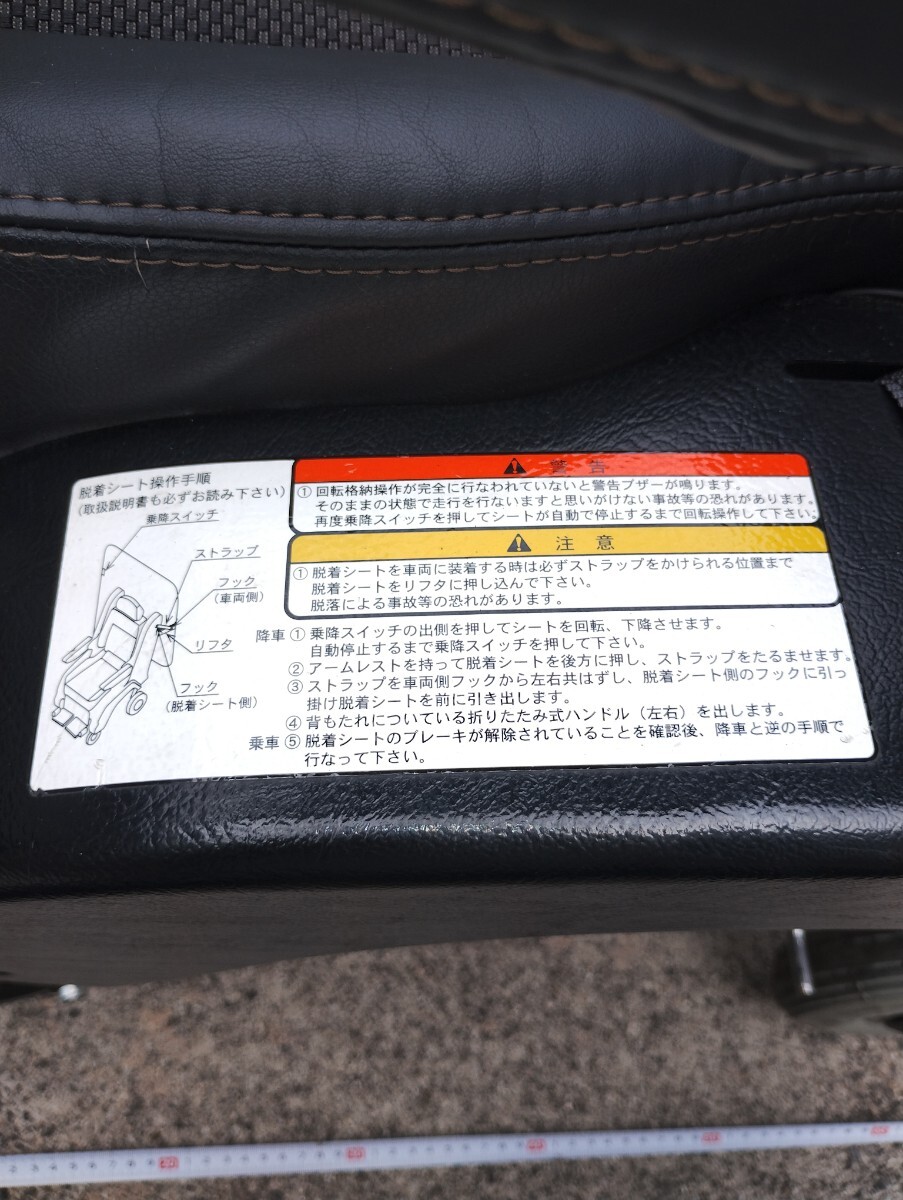 脱着シート操作手順
(取扱説明書も必ずお読み下さい)
乗降スイッチ
ストラップ
フック
(車両側)
リフタ
フック
(脱着シート側)
警告
① 回転格納操作が完全に行なわれていないと警告ブザーが鳴ります。
そのままの状態で走行を行ないますと思いがけない事故等の恐れがあります。
再度乗降スイッチを押してシートが自動で停止するまで回転操作して下さい。
注意
① 脱着シートを車両に装着する時は必ずストラップをかけられる位置まで
脱着シートをリフタに押し込んで下さい。
脱落による事故等の恐れがあります。
降車 ① 乗降スイッチの出側を押してシートを回転、下降させます。
自動停止するまで乗降スイッチを押して下さい。
② アームレストを持って脱着シートを後方に押し、ストラップをたるませます。
③ ストラップを車両側フックから左右共はずし、脱着シート側のフックに引っ
掛け脱着シートを前に引き出します。
④ 背もたれについている折りたたみ式ハンドル（左右）を出します。
乗車 ⑤ 脱着シートのブレーキが解除されていることを確認後、降車と逆の手順で
行なって下さい。